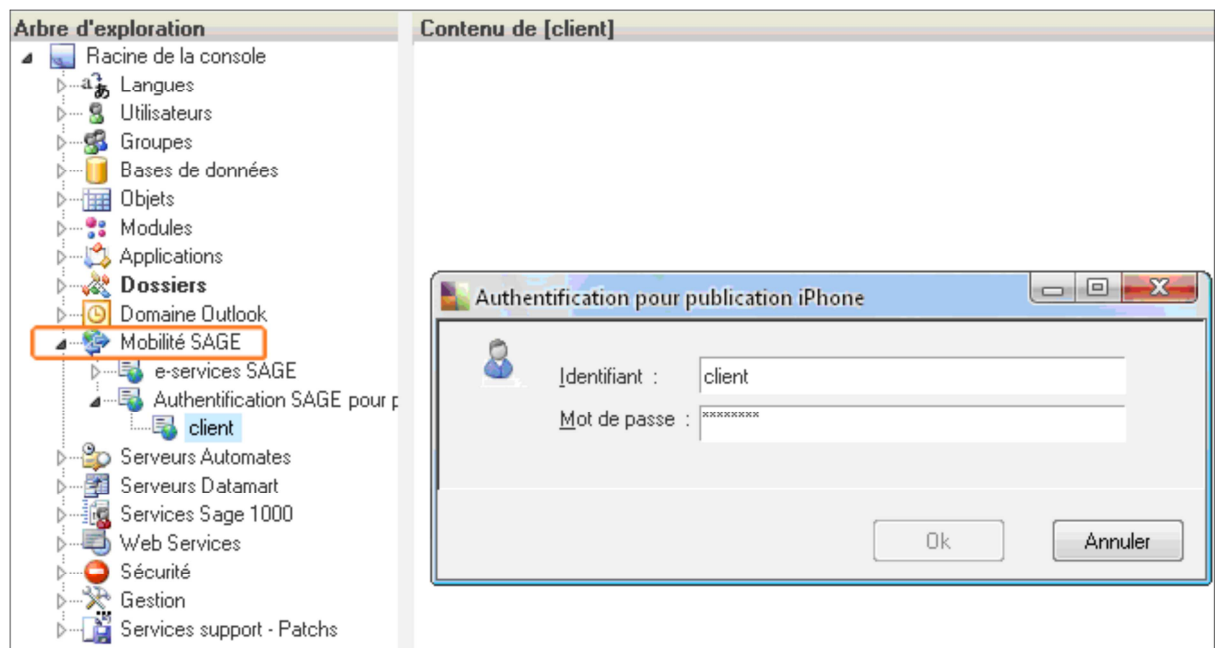 Arbre d'exploration
Racine de la console
Langues
Utilisateurs
Groupes
Bases de données
Objets
Modules
Applications
Dossiers
Domaine Outlook
Mobilité SAGE
e-services SAGE
Authentification SAGE pour p
client
Serveurs Automates
Serveurs Datamart
Services Sage 1000
Web Services
Sécurité
Gestion
Services support - Patchs
Contenu de [client]
Authentification pour publication iPhone
Identifiant : client
Mot de passe : ********
Ok Annuler